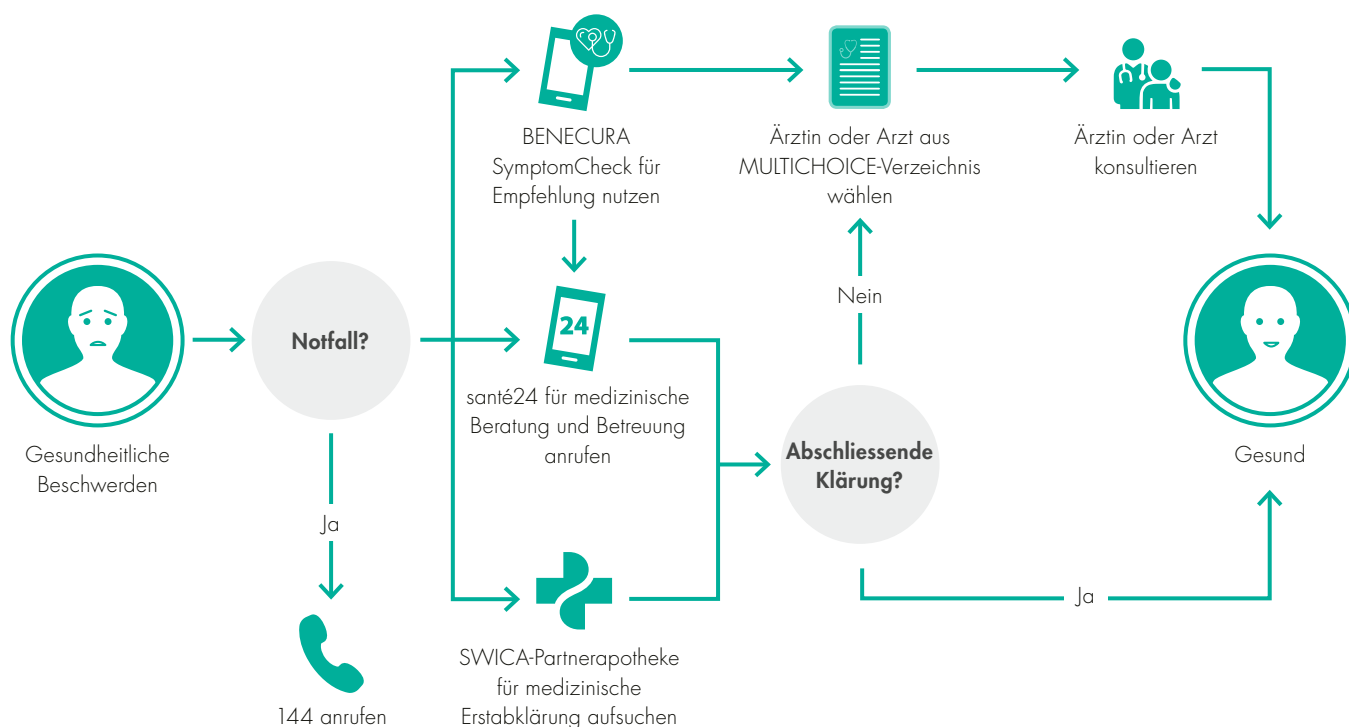 BENECURA
SymptomCheck für
Empfehlung nutzen
Ärztin oder Arzt aus
MULTICHOICE-Verzeichnis
wählen
Ärztin oder Arzt
konsultieren
Gesundheitliche
Beschwerden
Notfall?
Ja
144 anrufen
24
santé24 für medizinische
Beratung und Betreuung
anrufen
SWICA-Partnerapotheke
für medizinische
Erstabklärung aufsuchen
Abschliessende
Klärung?
Nein
Ja
Gesund